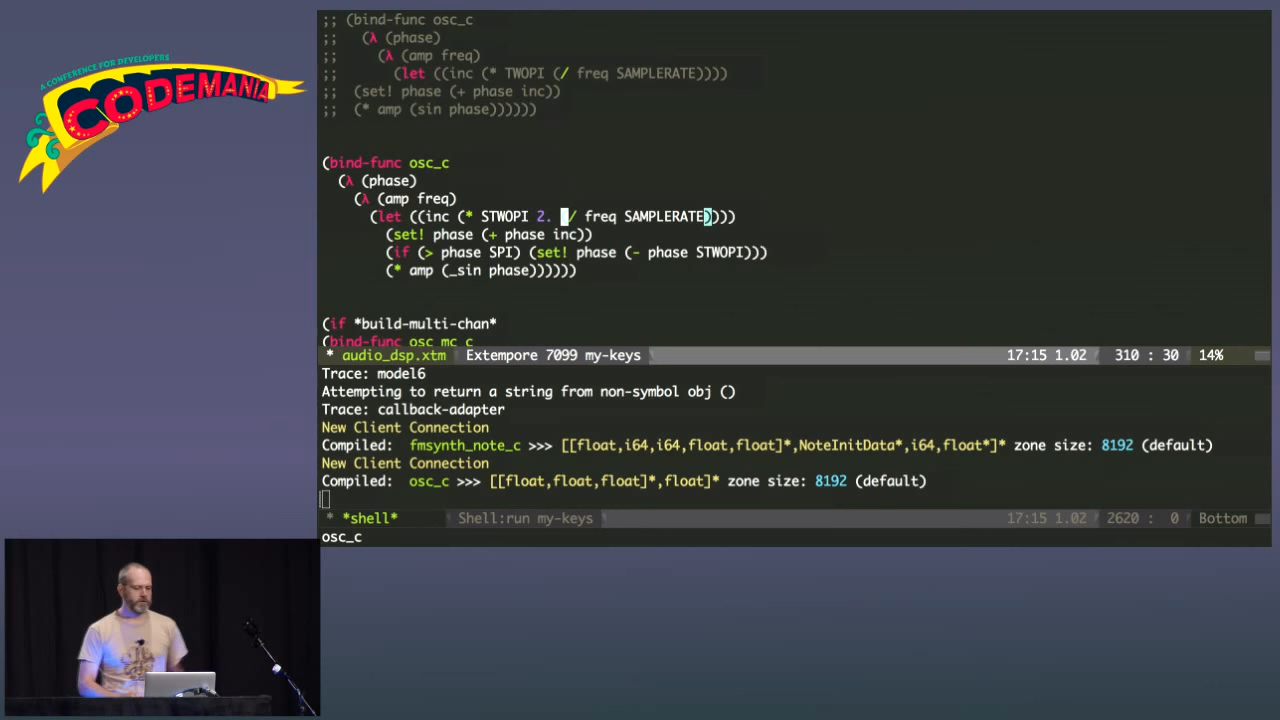 A CONFERENCE FOR DEVELOPERS
CODEMANIA
;; (bind-func osc_c
;;   (λ (phase)
;;     (λ (amp freq)
;;       (let ((inc (* TWOPI (/ freq SAMPLERATE))))
;;  (set! phase (+ phase inc))
;;  (* amp (sin phase))))))
(bind-func osc_c
  (λ (phase)
    (λ (amp freq)
      (let ((inc (* STWOPI 2. (/ freq SAMPLERATE))))
        (set! phase (+ phase inc))
        (if (> phase SPI) (set! phase (- phase STWOPI)))
        (* amp (_sin phase))))))
(if *build-multi-chan*
(bind-func osc_mc_c
* audio_dsp.xtm Extempore 7099 my-keys 17:15 1.02 310 : 30 14%
Trace: model6
Attempting to return a string from non-symbol obj ()
Trace: callback-adapter
New Client Connection
Compiled:  fmsynth_note_c >>> [[float,i64,i64,float,float]*,NoteInitData*,i64,float*]* zone size: 8192 (default)
New Client Connection
Compiled:  osc_c >>> [[float,float,float]*,float]* zone size: 8192 (default)
* *shell* Shell:run my-keys 17:15 1.02 2620 : 0 Bottom
osc_c